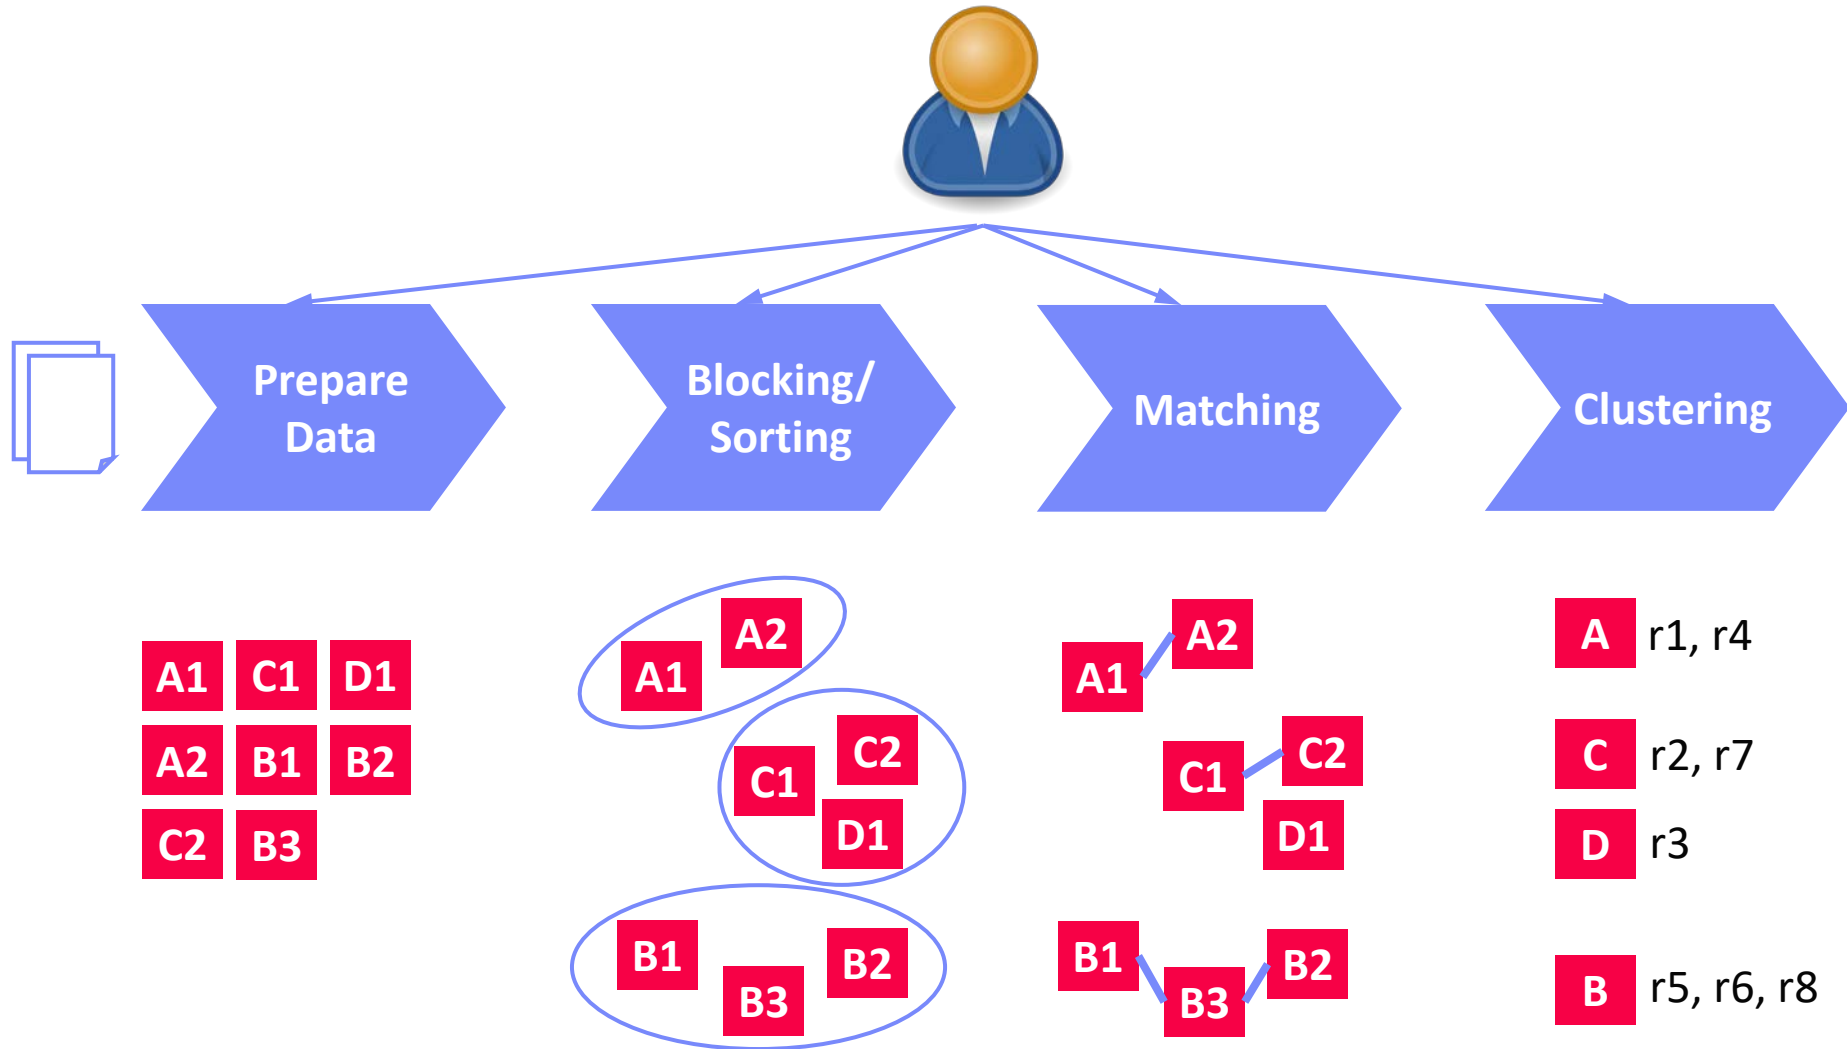 Prepare
Data
Blocking/
Sorting
Matching
Clustering
A1 C1 D1
A2 B1 B2
C2 B3
A2
A1
C2
C1
D1
B1
B2
B3
A2
A1
C2
C1
D1
B1
B2
B3
A r1, r4
C r2, r7
D r3
B r5, r6, r8